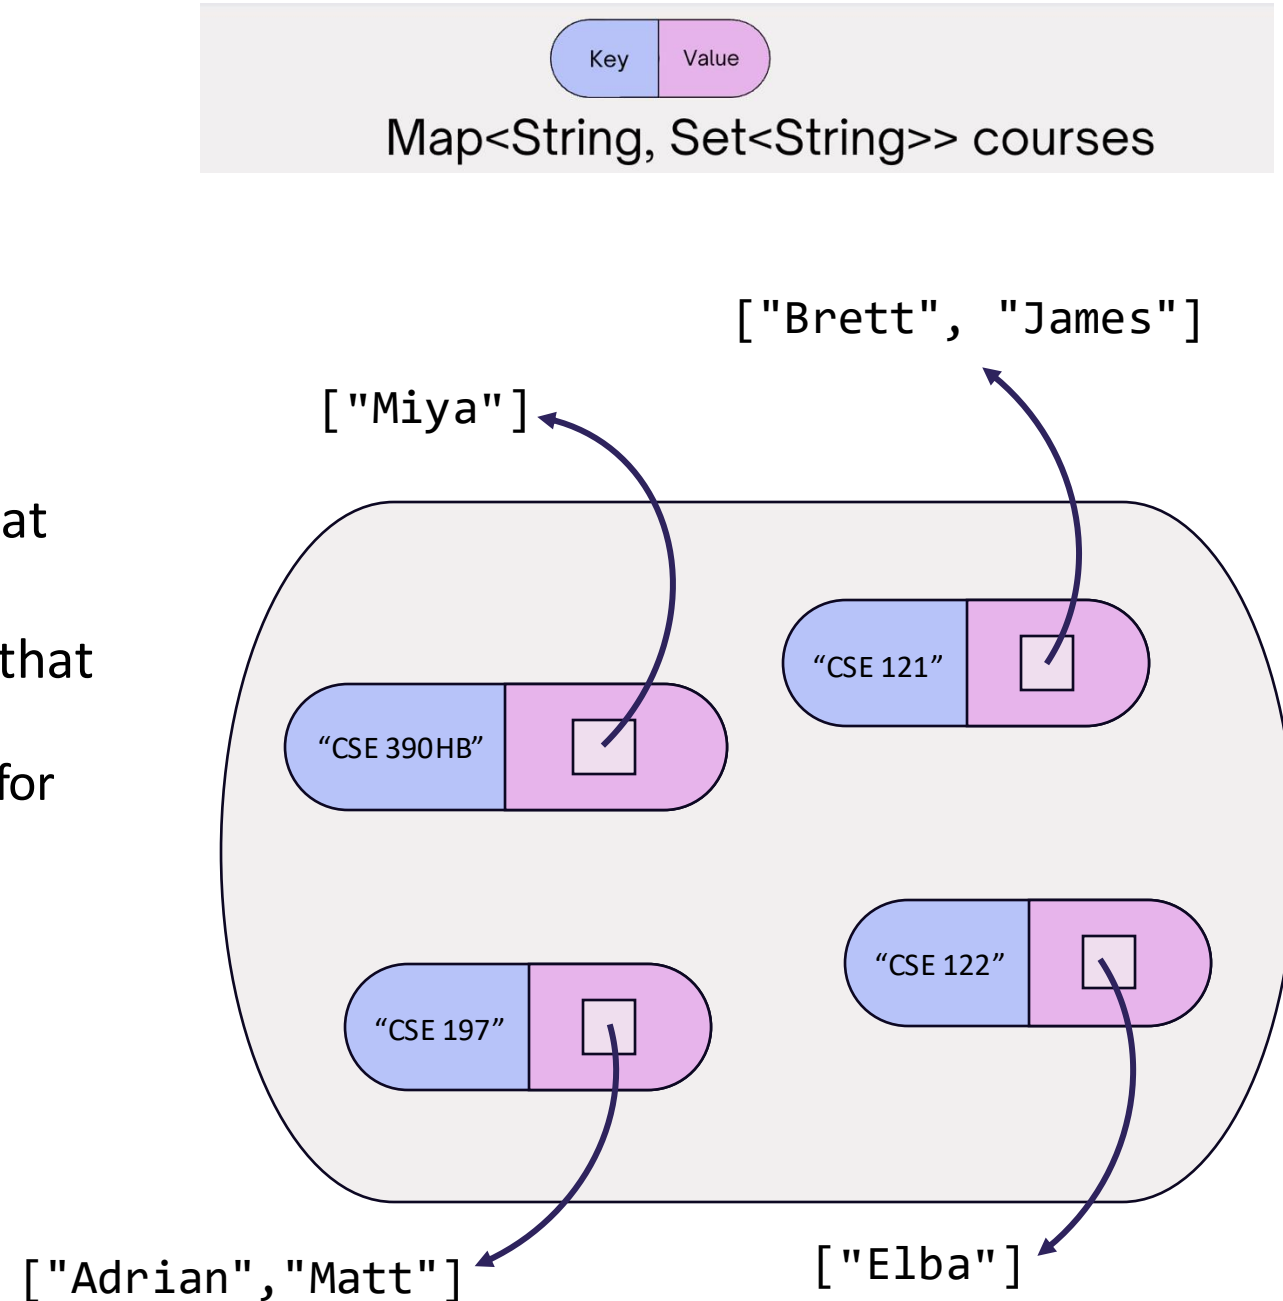 Key Value
Map<String, Set<String>> courses
["Brett", "James"]
["Miya"]
at
that
for
“CSE 121”
“CSE 390HB”
“CSE 122”
“CSE 197”
["Adrian","Matt"]
["Elba"]